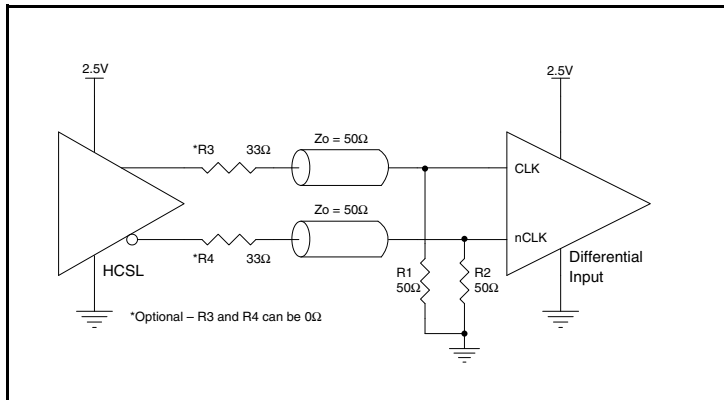 2.5V
2.5V
*R3
33Ω
Zo = 50Ω
CLK
Zo = 50Ω
nCLK
*R4
33Ω
HCSL
R1
50Ω
R2
50Ω
Differential
Input
*Optional – R3 and R4 can be 0Ω